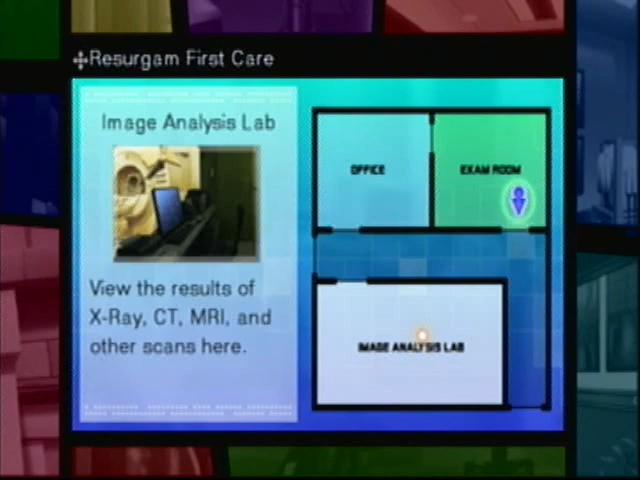 Resurgam First Care
Image Analysis Lab
View the results of
X-Ray, CT, MRI, and
other scans here.
OFFICE
EXAM ROOM
IMAGE ANALYSIS LAB